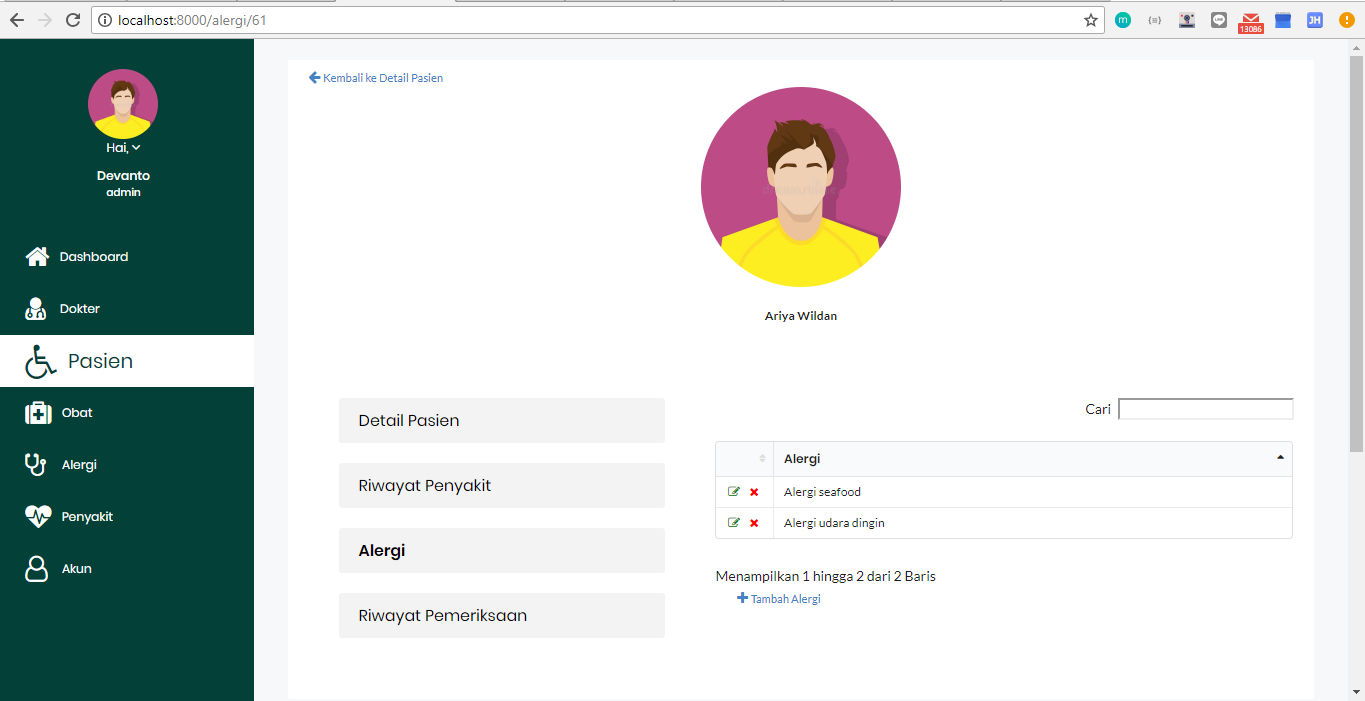 localhost:8000/alergi/61
13086
JH
Kembali ke Detail Pasien
Hai,
Devanto
admin
Dashboard
Dokter
Pasien
Obat
Alergi
Penyakit
Akun
Ariya Wildan
Detail Pasien
Riwayat Penyakit
Alergi
Riwayat Pemeriksaan
Cari
Alergi
Alergi seafood
Alergi udara dingin
Menampilkan 1 hingga 2 dari 2 Baris
Tambah Alergi